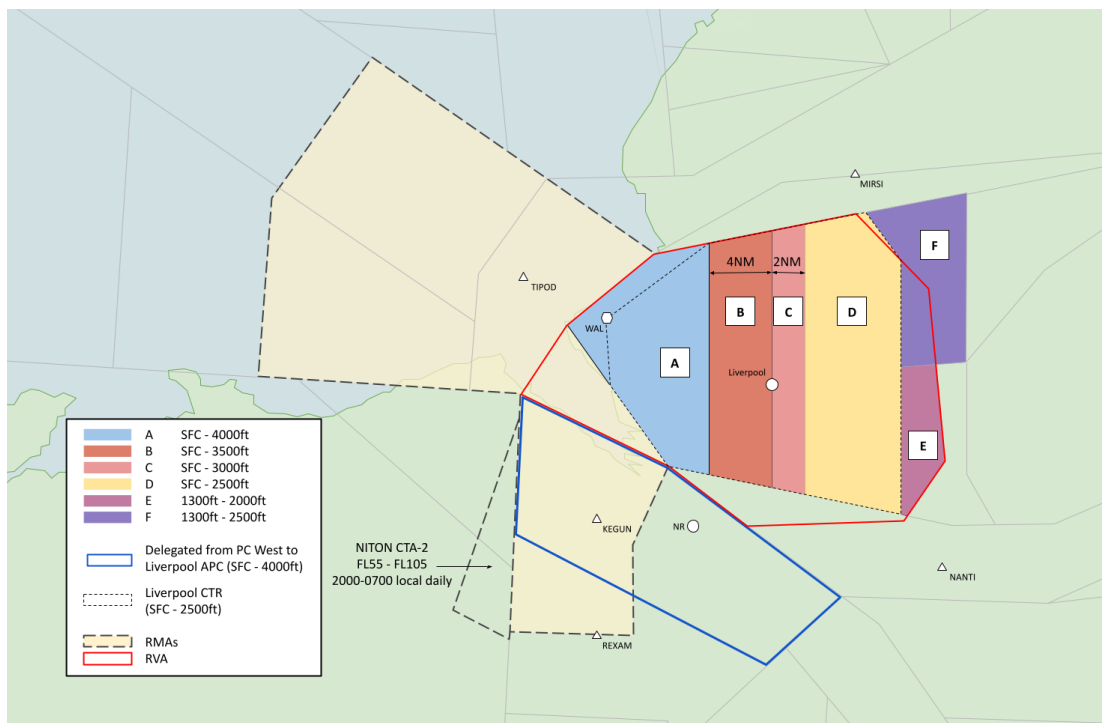 MIRSI
F
4NM
2NM
TIPOD
WAL
B
C
D
A
Liverpool
E
A SFC - 4000ft
B SFC - 3500ft
C SFC - 3000ft
D SFC - 2500ft
E 1300ft - 2000ft
F 1300ft - 2500ft
Delegated from PC West to
Liverpool APC (SFC - 4000ft)
Liverpool CTR
(SFC - 2500ft)
RMAs
RVA
NITON CTA-2
FL55 - FL105
2000-0700 local daily
KEGUN
NR
NANTI
REXAM